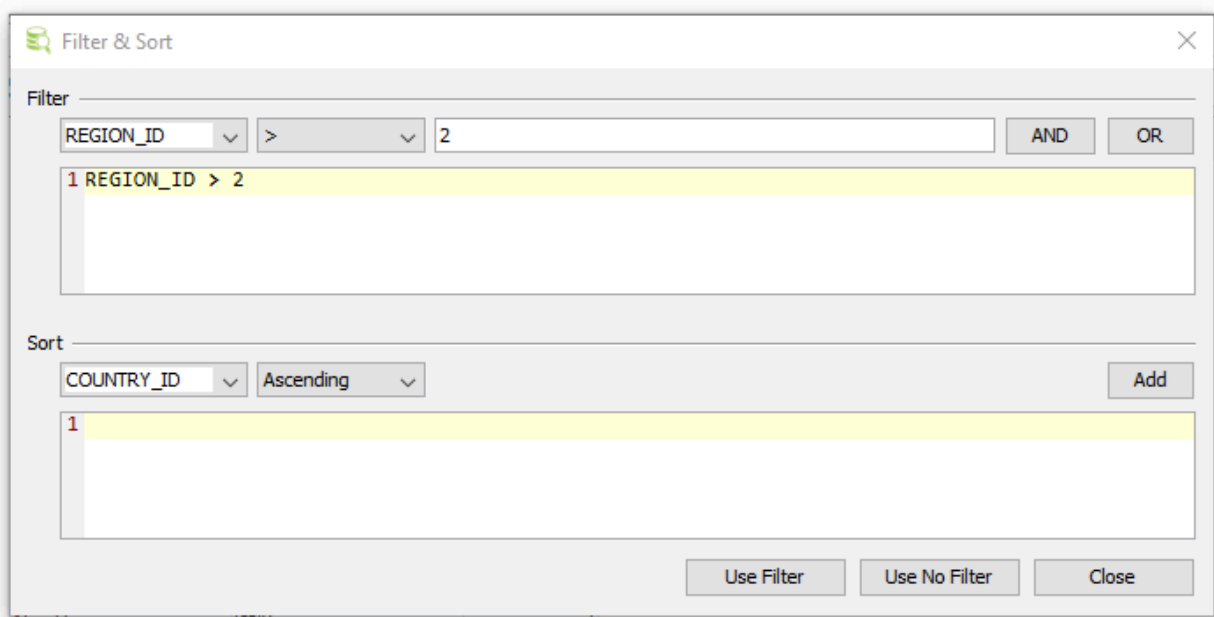 Filter & Sort
Filter
REGION_ID > 2 AND OR
1 REGION_ID > 2
Sort
COUNTRY_ID Ascending Add
1
Use Filter Use No Filter Close